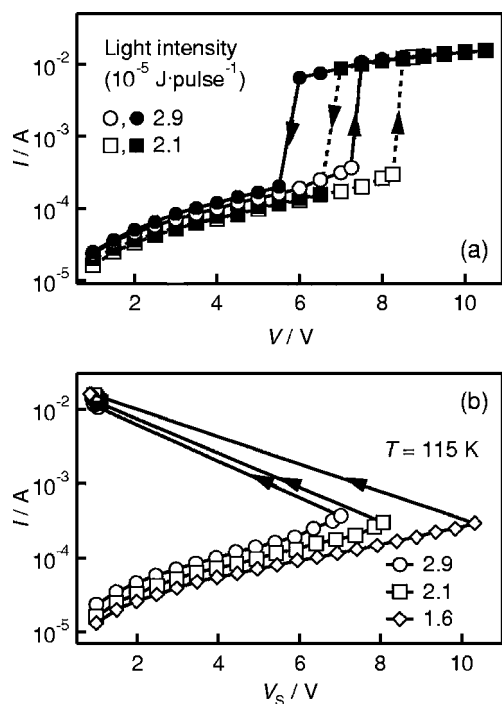 (a)
Light intensity
(10⁻⁵ J·pulse⁻¹)
○,● 2.9
□,■ 2.1
I / A
10⁻²
10⁻³
10⁻⁴
10⁻⁵
2 4 6 8 10
V / V
(b)
T = 115 K
I / A
10⁻²
10⁻³
10⁻⁴
10⁻⁵
2.9
2.1
1.6
2 4 6 8 10
V_S / V